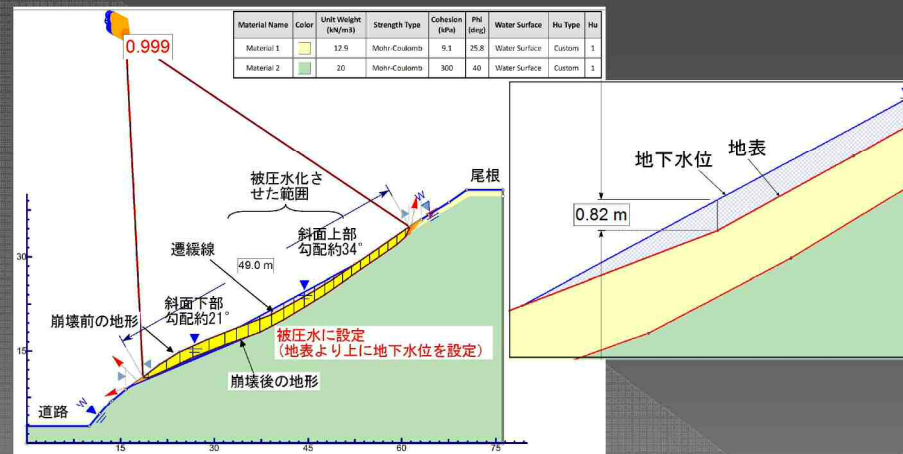 Material Name Color Unit Weight (kN/m3) Strength Type Cohesion (kPa) Phi (deg) Water Surface Hu Type Hu
Material 1 12.9 Mohr-Coulomb 9.1 25.8 Water Surface Custom 1
Material 2 20 Mohr-Coulomb 300 40 Water Surface Custom 1
0.999
被圧水化さ
せた範囲
尾根
W
斜面上部
勾配約34°
遷緩線
49.0 m
斜面下部
勾配約21°
崩壊前の地形
被圧水に設定
(地表より上に地下水位を設定)
崩壊後の地形
道路
W
30
15
15
30
45
60
75
地下水位
地表
0.82 m